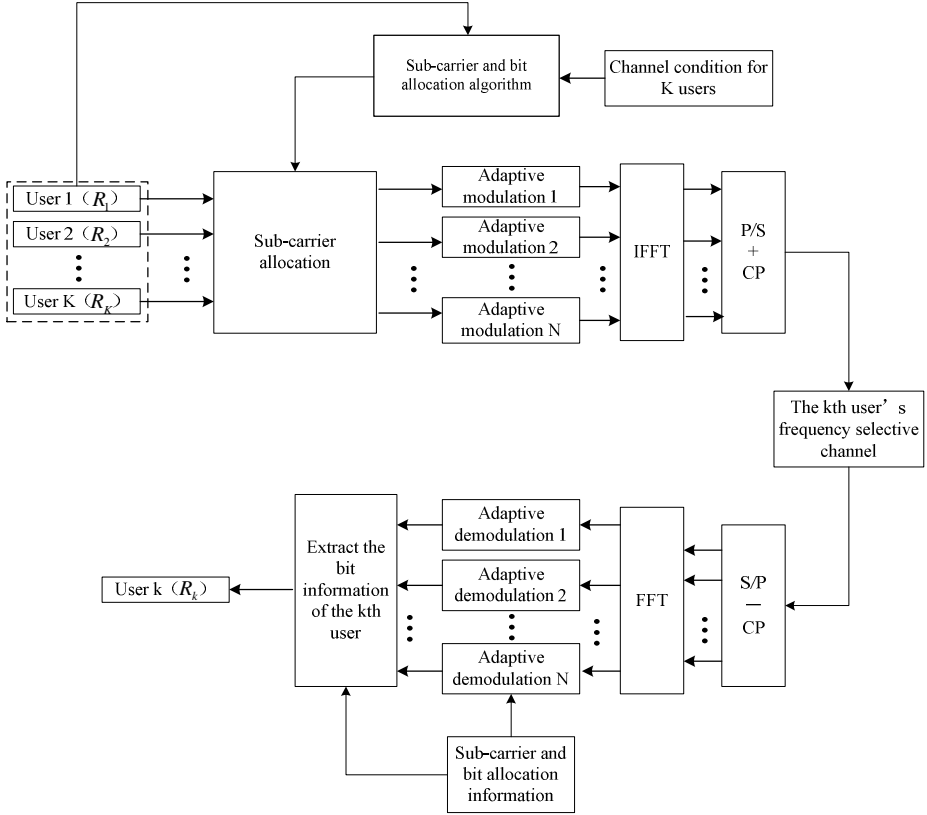 Sub-carrier and bit
allocation algorithm
Channel condition for
K users
User 1（R₁）
User 2（R₂）
User K（R_K）
Sub-carrier
allocation
Adaptive
modulation 1
Adaptive
modulation 2
Adaptive
modulation N
IFFT
P/S
+
CP
The kth user’s
frequency selective
channel
S/P
—
CP
FFT
Adaptive
demodulation 1
Adaptive
demodulation 2
Adaptive
demodulation N
Extract the
bit
information
of the kth
user
User k（R_k）
Sub-carrier and
bit allocation
information